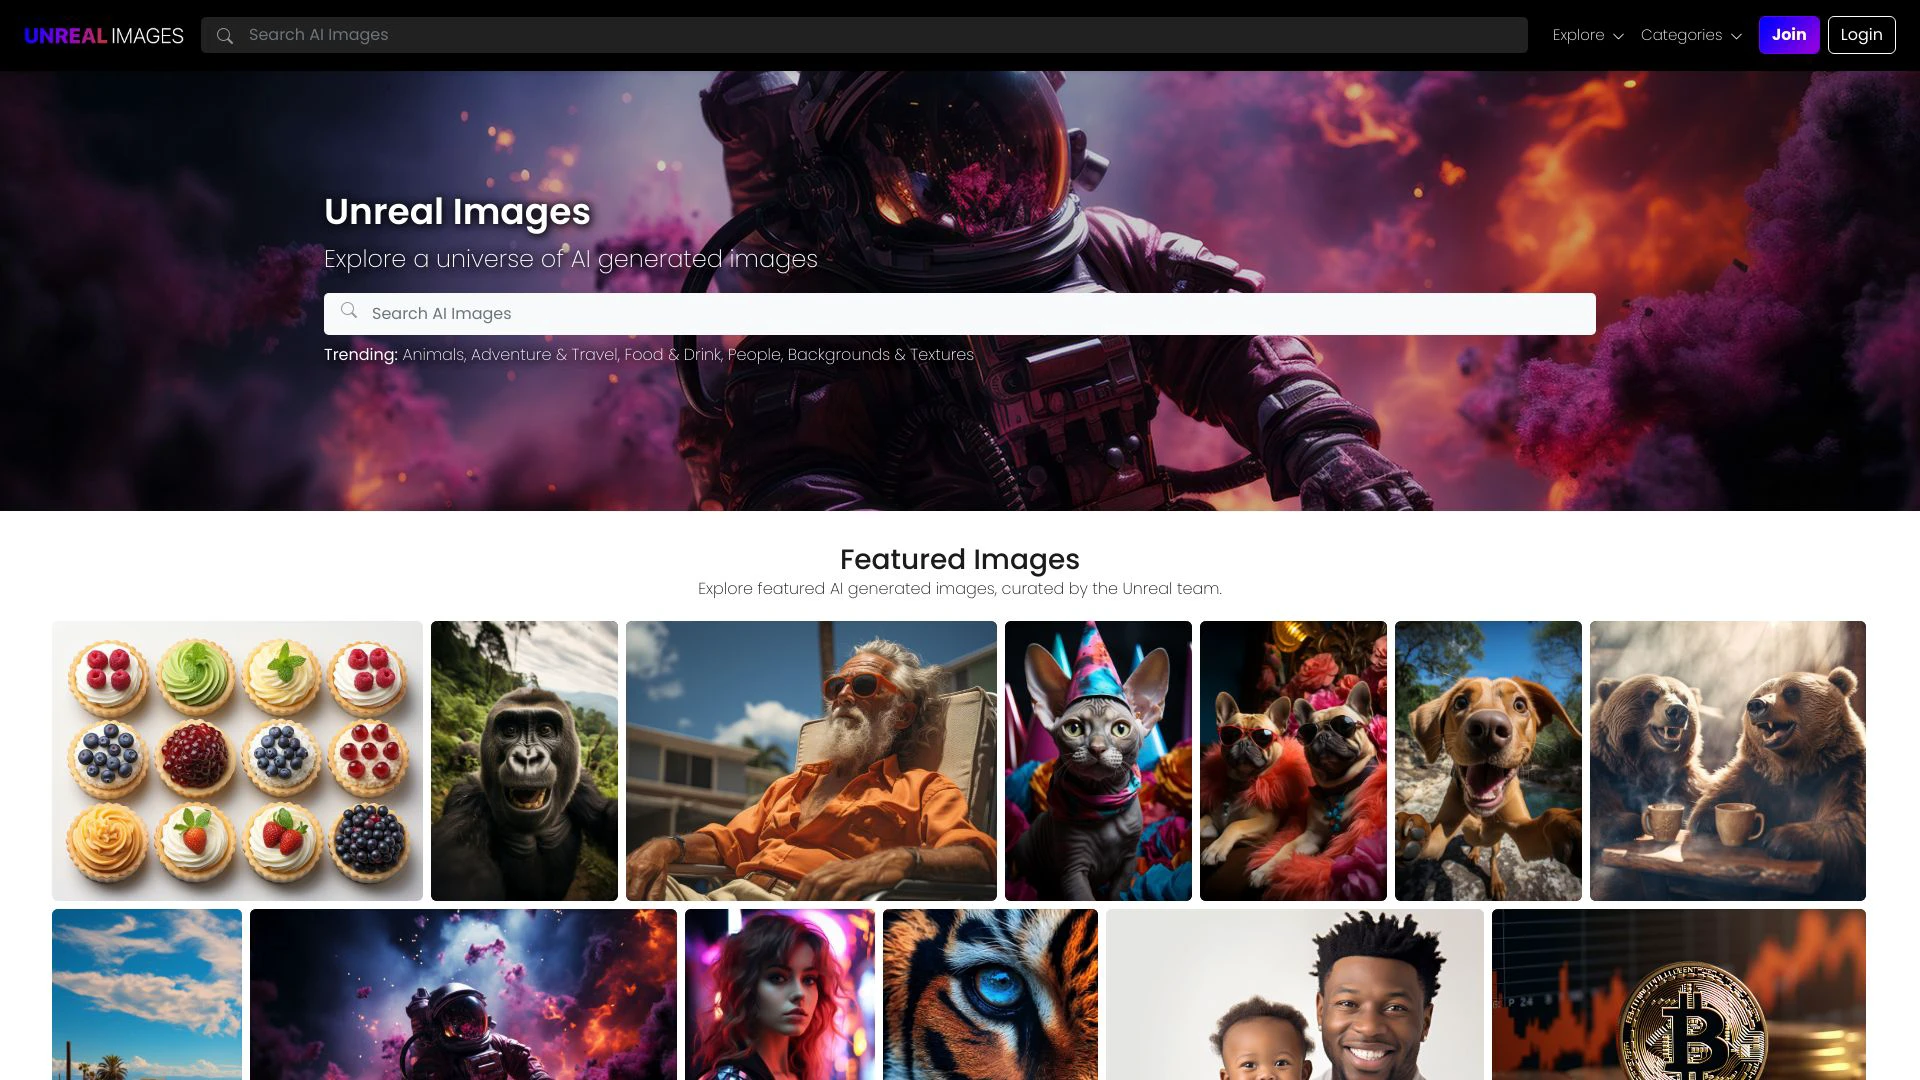 UNREAL IMAGES
Search AI Images
Explore
Categories
Join
Login
Unreal Images
Explore a universe of AI generated images
Search AI Images
Trending: Animals, Adventure & Travel, Food & Drink, People, Backgrounds & Textures
Featured Images
Explore featured AI generated images, curated by the Unreal team.